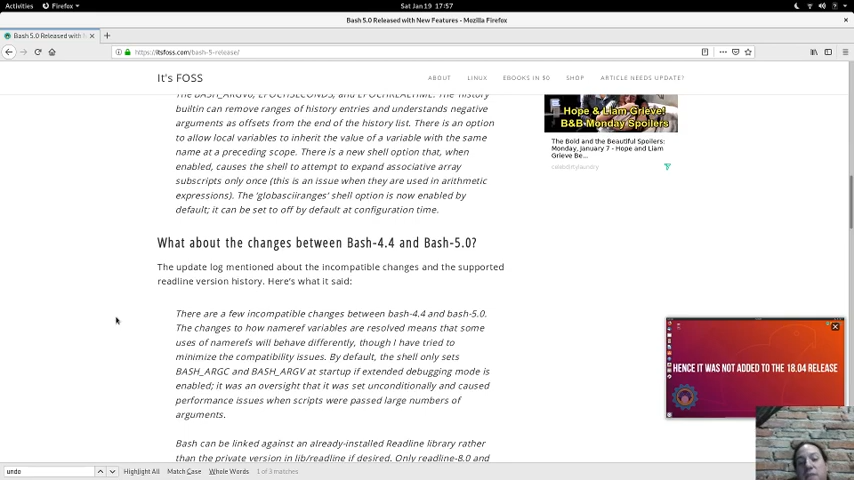 Activities
Firefox
Sat Jan 19 17:57
Bash 5.0 Released with New Features - Mozilla Firefox
Bash 5.0 Released with N
https://itsfoss.com/bash-5-release/
It's FOSS
ABOUT
LINUX
EBOOKS IN $0
SHOP
ARTICLE NEEDS UPDATE?
The BASH_ARGV0, EPOCHSECONDS, and EPOCHREALTIME. The history
builtin can remove ranges of history entries and understands negative
arguments as offsets from the end of the history list. There is an option
to allow local variables to inherit the value of a variable with the same
name at a preceding scope. There is a new shell option that, when
enabled, causes the shell to attempt to expand associative array
subscripts only once (this is an issue when they are used in arithmetic
expressions). The 'globasciiranges' shell option is now enabled by
default; it can be set to off by default at configuration time.
Hope & Liam Grieve!
B&B Monday Spoilers
The Bold and the Beautiful Spoilers:
Monday, January 7 - Hope and Liam
Grieve Be...
celebdirtylaundry
What about the changes between Bash-4.4 and Bash-5.0?
The update log mentioned about the incompatible changes and the supported
readline version history. Here's what it said:
There are a few incompatible changes between bash-4.4 and bash-5.0.
The changes to how nameref variables are resolved means that some
uses of namerefs will behave differently, though I have tried to
minimize the compatibility issues. By default, the shell only sets
BASH_ARGC and BASH_ARGV at startup if extended debugging mode is
enabled; it was an oversight that it was set unconditionally and caused
performance issues when scripts were passed large numbers of
arguments.
Bash can be linked against an already-installed Readline library rather
than the private version in lib/readline if desired. Only readline-8.0 and
HENCE IT WAS NOT ADDED TO THE 18.04 RELEASE
undo
Highlight All
Match Case
Whole Words
1 of 3 matches